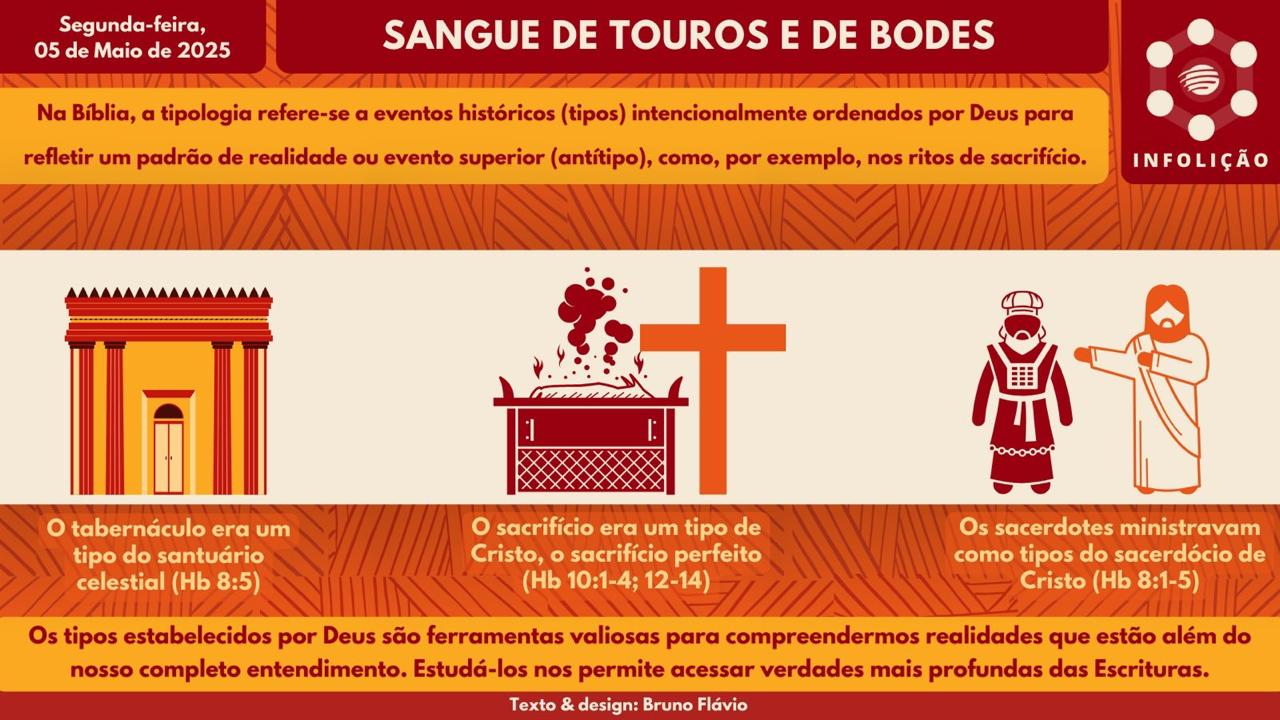 Segunda-feira,
05 de Maio de 2025
SANGUE DE TOUROS E DE BODES
INFOLIÇÃO
Na Bíblia, a tipologia refere-se a eventos históricos (tipos) intencionalmente ordenados por Deus para
refletir um padrão de realidade ou evento superior (antítipo), como, por exemplo, nos ritos de sacrifício.
O tabernáculo era um
tipo do santuário
celestial (Hb 8:5)
O sacrifício era um tipo de
Cristo, o sacrifício perfeito
(Hb 10:1-4; 12-14)
Os sacerdotes ministravam
como tipos do sacerdócio de
Cristo (Hb 8:1-5)
Os tipos estabelecidos por Deus são ferramentas valiosas para compreendermos realidades que estão além do
nosso completo entendimento. Estudá-los nos permite acessar verdades mais profundas das Escrituras.
Texto & design: Bruno Flávio